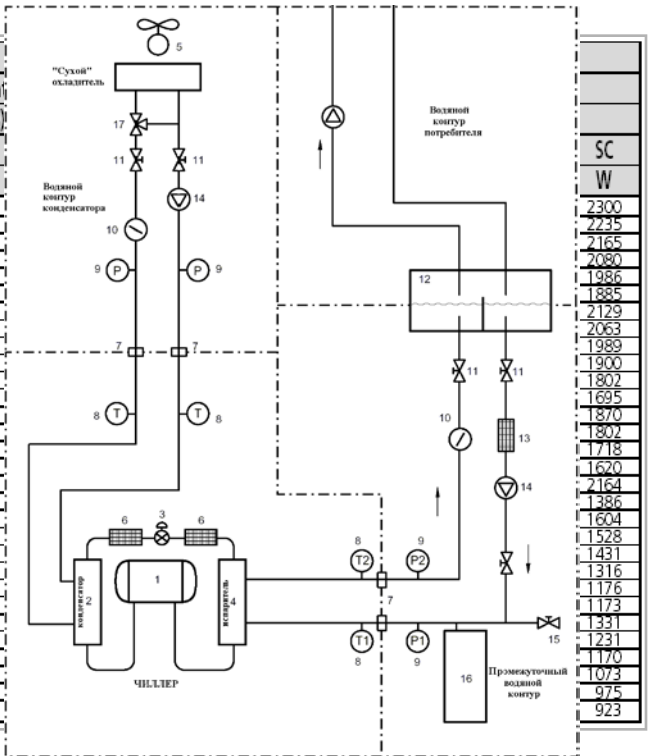 5
"Сухой"
охладитель
17
11
11
Водяной
контур
конденсатора
14
10
9
P
P
9
7
7
8
T
T
8
Водяной
контур
потребителя
12
11
11
10
13
14
3
6
6
8
9
T2
P2
конденсатор
2
1
испаритель
4
7
T1
P1
8
9
15
16
ЧИЛЛЕР
Промежуточный
водяной
контур
SC
W
2300
2235
2165
2080
1986
1885
2129
2063
1989
1900
1802
1695
1870
1802
1718
1620
2164
1386
1604
1528
1431
1316
1176
1173
1331
1231
1170
1073
975
923